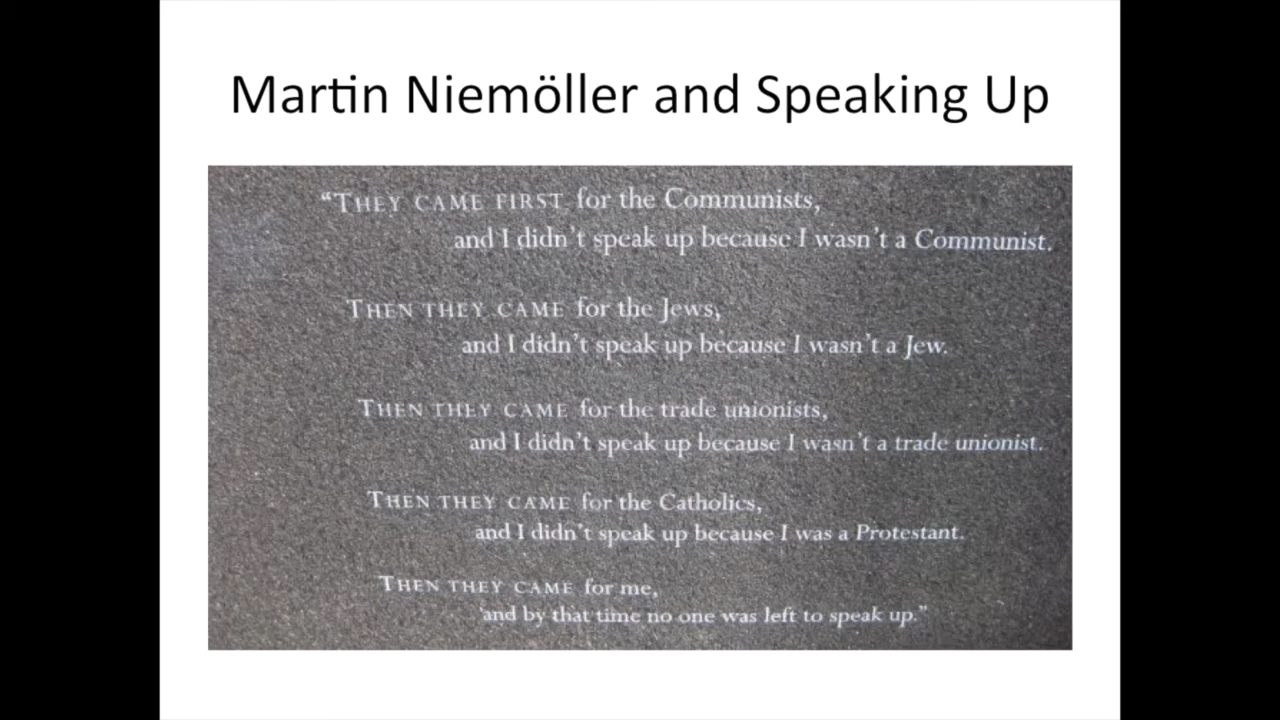 Martin Niemöller and Speaking Up
“THEY CAME FIRST for the Communists,
and I didn’t speak up because I wasn’t a Communist.
THEN THEY CAME for the Jews,
and I didn’t speak up because I wasn’t a Jew.
THEN THEY CAME for the trade unionists,
and I didn’t speak up because I wasn’t a trade unionist.
THEN THEY CAME for the Catholics,
and I didn’t speak up because I was a Protestant.
THEN THEY CAME for me,
and by that time no one was left to speak up.”